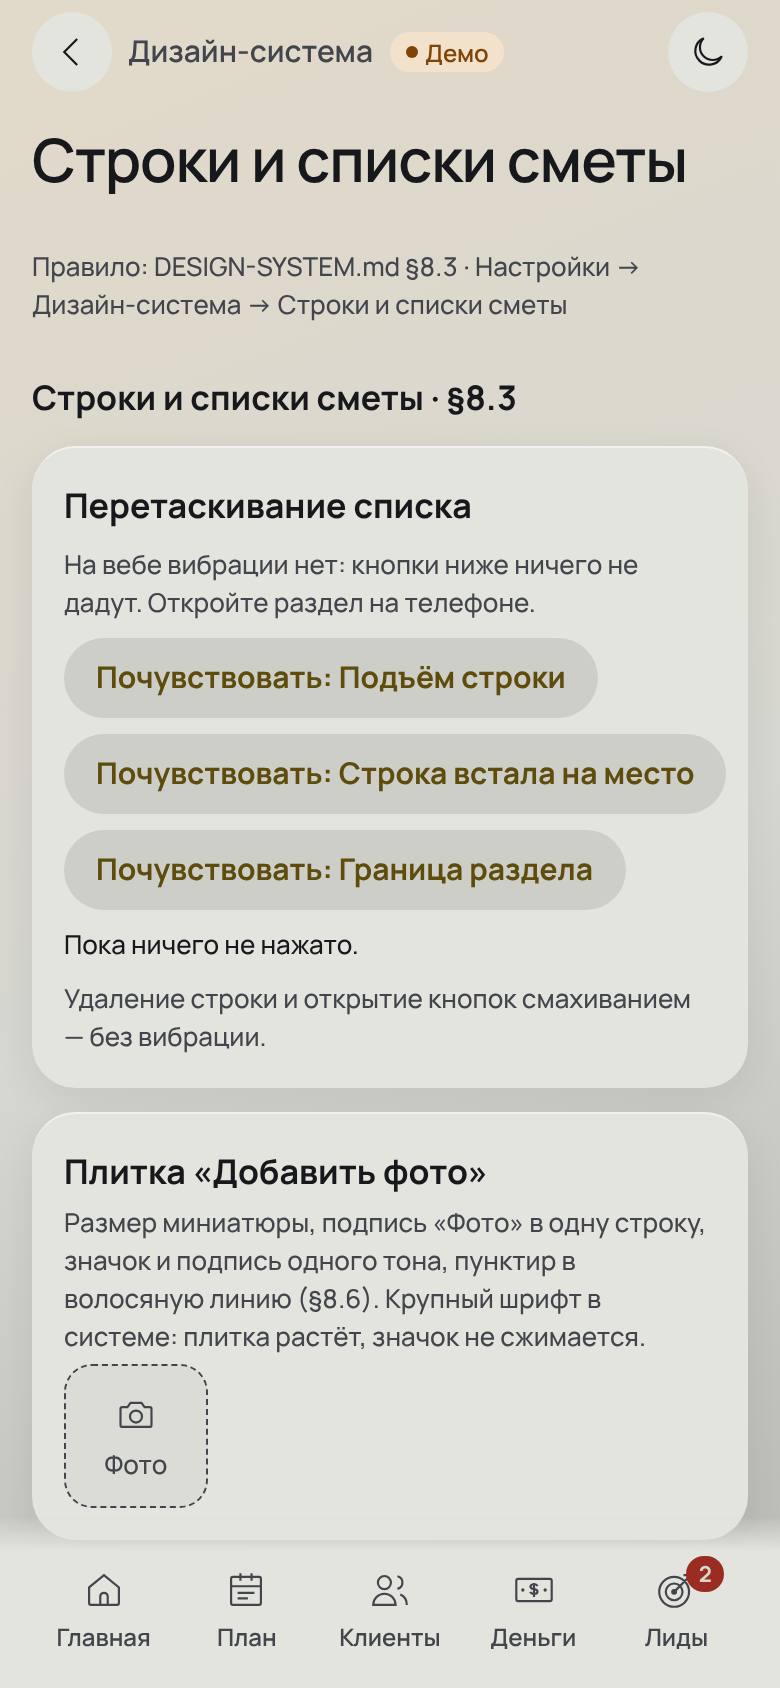 Дизайн-система
Демо
Строки и списки сметы
Правило: DESIGN-SYSTEM.md §8.3 · Настройки →
Дизайн-система → Строки и списки сметы
Строки и списки сметы · §8.3
Перетаскивание списка
На вебе вибрации нет: кнопки ниже ничего не
дадут. Откройте раздел на телефоне.
Почувствовать: Подъём строки
Почувствовать: Строка встала на место
Почувствовать: Граница раздела
Пока ничего не нажато.
Удаление строки и открытие кнопок смахиванием
— без вибрации.
Плитка «Добавить фото»
Размер миниатюры, подпись «Фото» в одну строку,
значок и подпись одного тона, пунктир в
волосяную линию (§8.6). Крупный шрифт в
системе: плитка растёт, значок не сжимается.
Фото
2
Главная
План
Клиенты
Деньги
Лиды